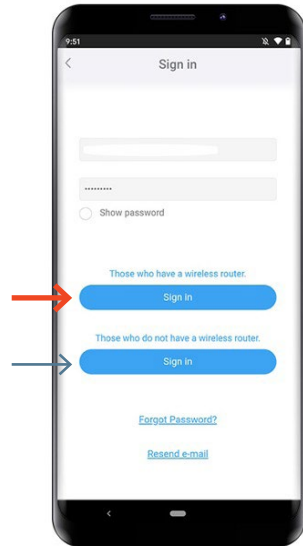 9:51
Sign in
•••••••••
Show password
Those who have a wireless router.
Sign in
Those who do not have a wireless router.
Sign in
Forgot Password?
Resend e-mail